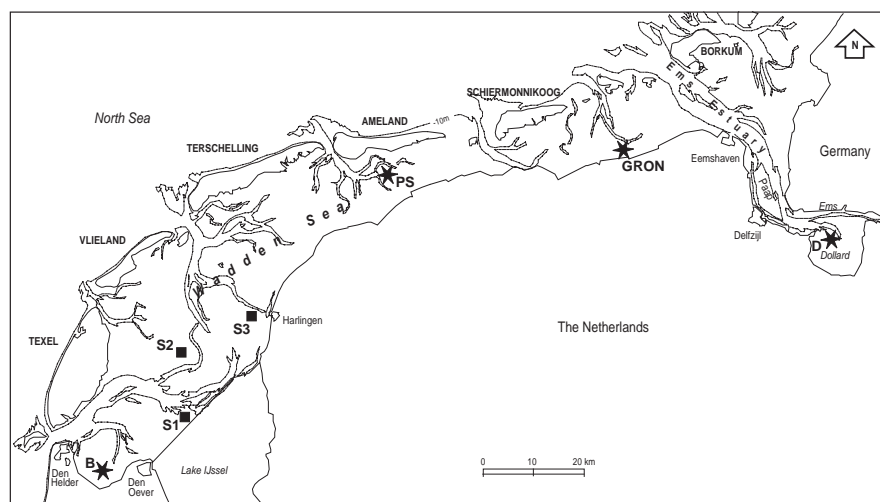 N
BORKUM
North Sea
SCHIERMONNIKOOG
AMELAND
-10m
Ems Estuary
TERSCHELLING
GRON
Eemshaven
Germany
PS
Paap
Ems
Wadden Sea
VLIELAND
Delfzijl
D
Dollard
S3
Harlingen
The Netherlands
TEXEL
S2
S1
B
Den
Helder
Den
Oever
Lake IJssel
0 10 20 km